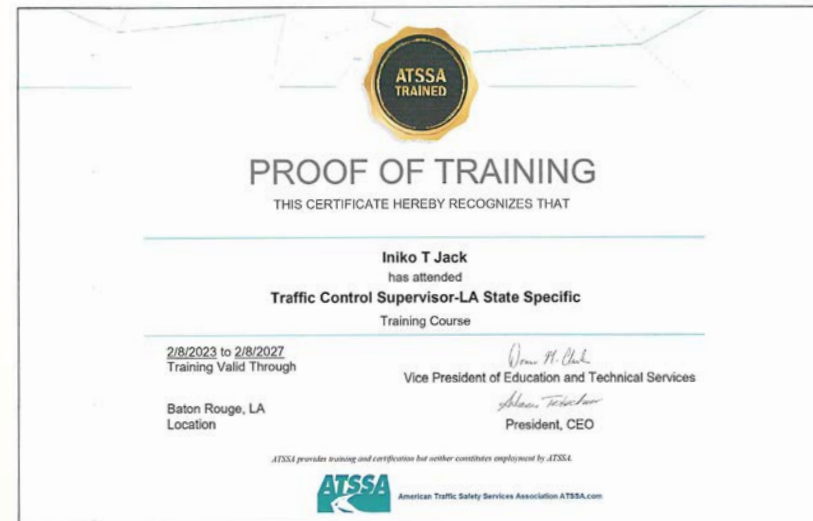 ATSSA
TRAINED
PROOF OF TRAINING
THIS CERTIFICATE HEREBY RECOGNIZES THAT
Iniko T Jack
has attended
Traffic Control Supervisor-LA State Specific
Training Course
2/8/2023 to 2/8/2027
Training Valid Through
Vice President of Education and Technical Services
Baton Rouge, LA
Location
President, CEO
ATSSA provides training and certification but neither constitutes employment by ATSSA.
ATSSA
American Traffic Safety Services Association ATSSA.com